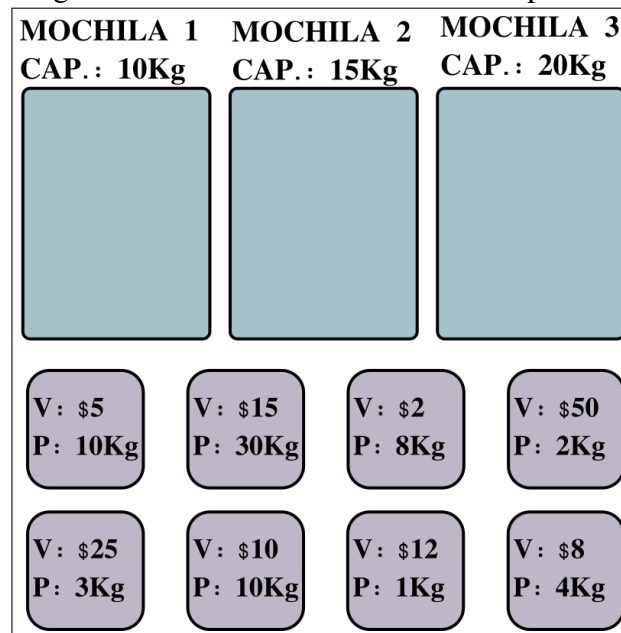 MOCHILA 1
CAP.: 10Kg
MOCHILA 2
CAP.: 15Kg
MOCHILA 3
CAP.: 20Kg
V: $5
P: 10Kg
V: $15
P: 30Kg
V: $2
P: 8Kg
V: $50
P: 2Kg
V: $25
P: 3Kg
V: $10
P: 10Kg
V: $12
P: 1Kg
V: $8
P: 4Kg